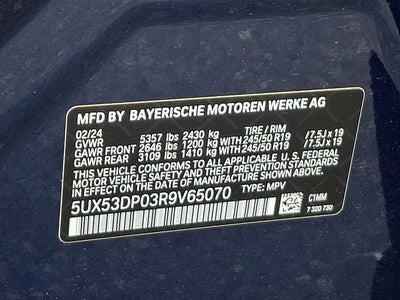 MFD BY BAYERISCHE MOTOREN WERKE AG
02/24 TIRE / RIM
GVWR 5357 lbs 2430 kg
GAWR FRONT 2646 lbs 1200 kg WITH 245/50 R19 / 7.5J x 19
GAWR REAR 3109 lbs 1410 kg WITH 245/50 R19 / 7.5J x 19
THIS VEHICLE CONFORMS TO ALL APPLICABLE U.S. FEDERAL
MOTOR VEHICLE SAFETY AND THEFT PREVENTION STANDARDS
IN EFFECT ON THE DATE OF MANUFACTURE SHOWN ABOVE.
5UX53DP03R9V65070 TYPE: MPV
C1MM
7 320 730